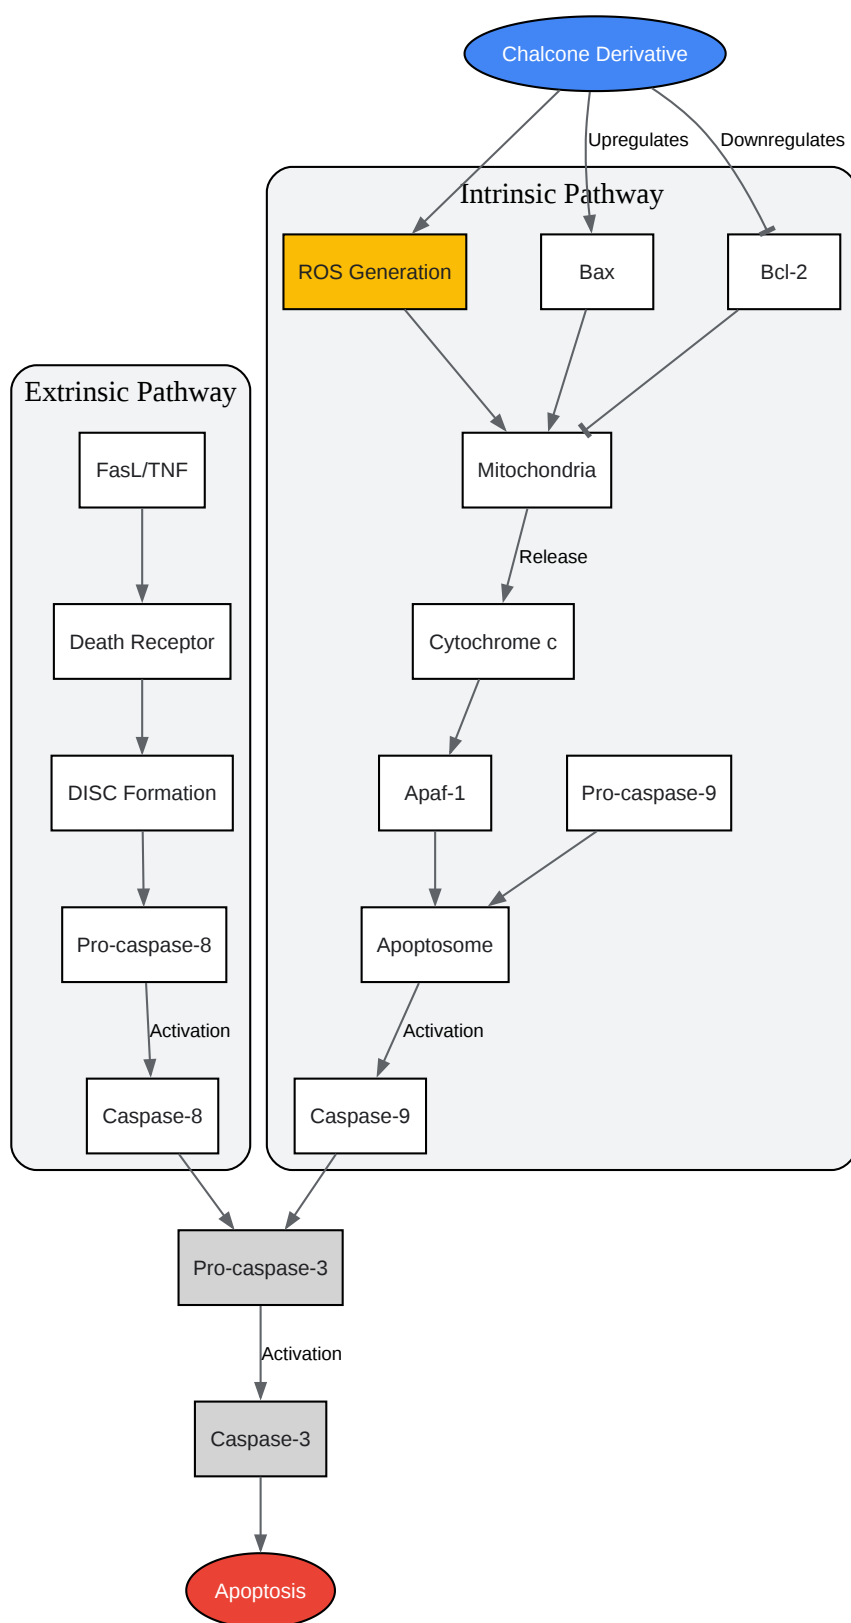 Chalcone Derivative
Upregulates
Downregulates
Intrinsic Pathway
ROS Generation
Bax
Bcl-2
Extrinsic Pathway
FasL/TNF
Mitochondria
Release
Death Receptor
Cytochrome c
DISC Formation
Apaf-1
Pro-caspase-9
Pro-caspase-8
Apoptosome
Activation
Activation
Caspase-8
Caspase-9
Pro-caspase-3
Activation
Caspase-3
Apoptosis